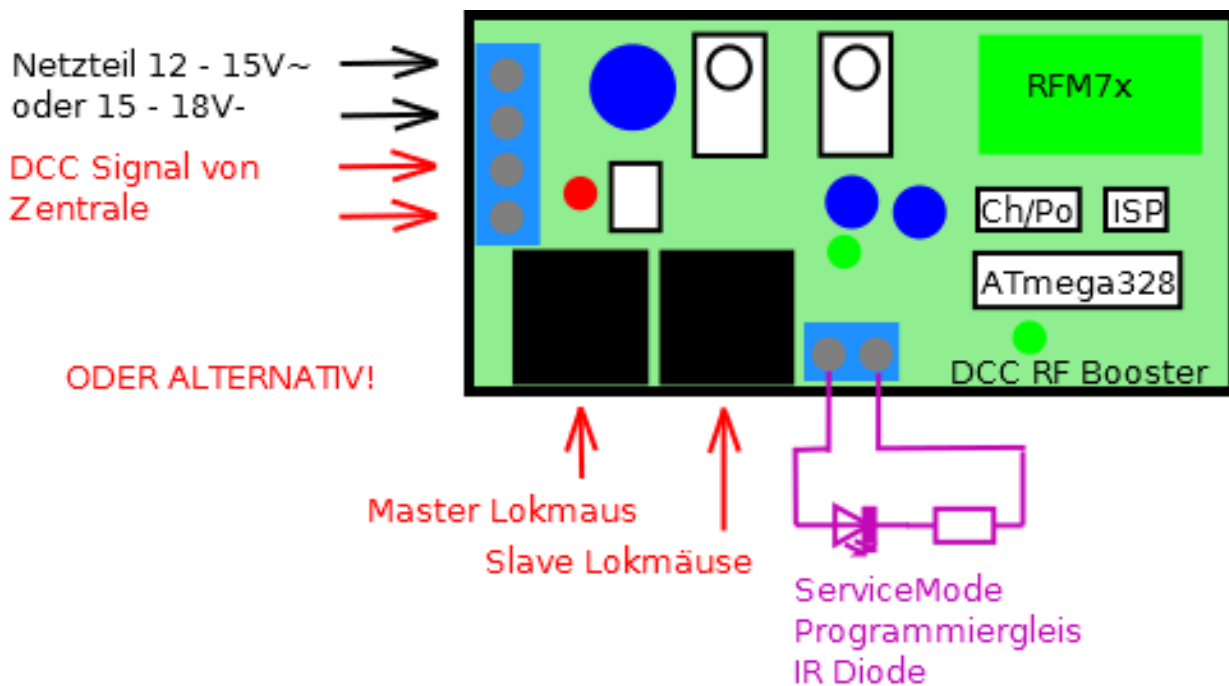 Netzteil 12 - 15V~
oder 15 - 18V-
DCC Signal von
Zentrale
RFM7x
Ch/Po
ISP
ATmega328
DCC RF Booster
ODER ALTERNATIV!
Master Lokmaus
Slave Lokmäuse
ServiceMode
Programmiergleis
IR Diode